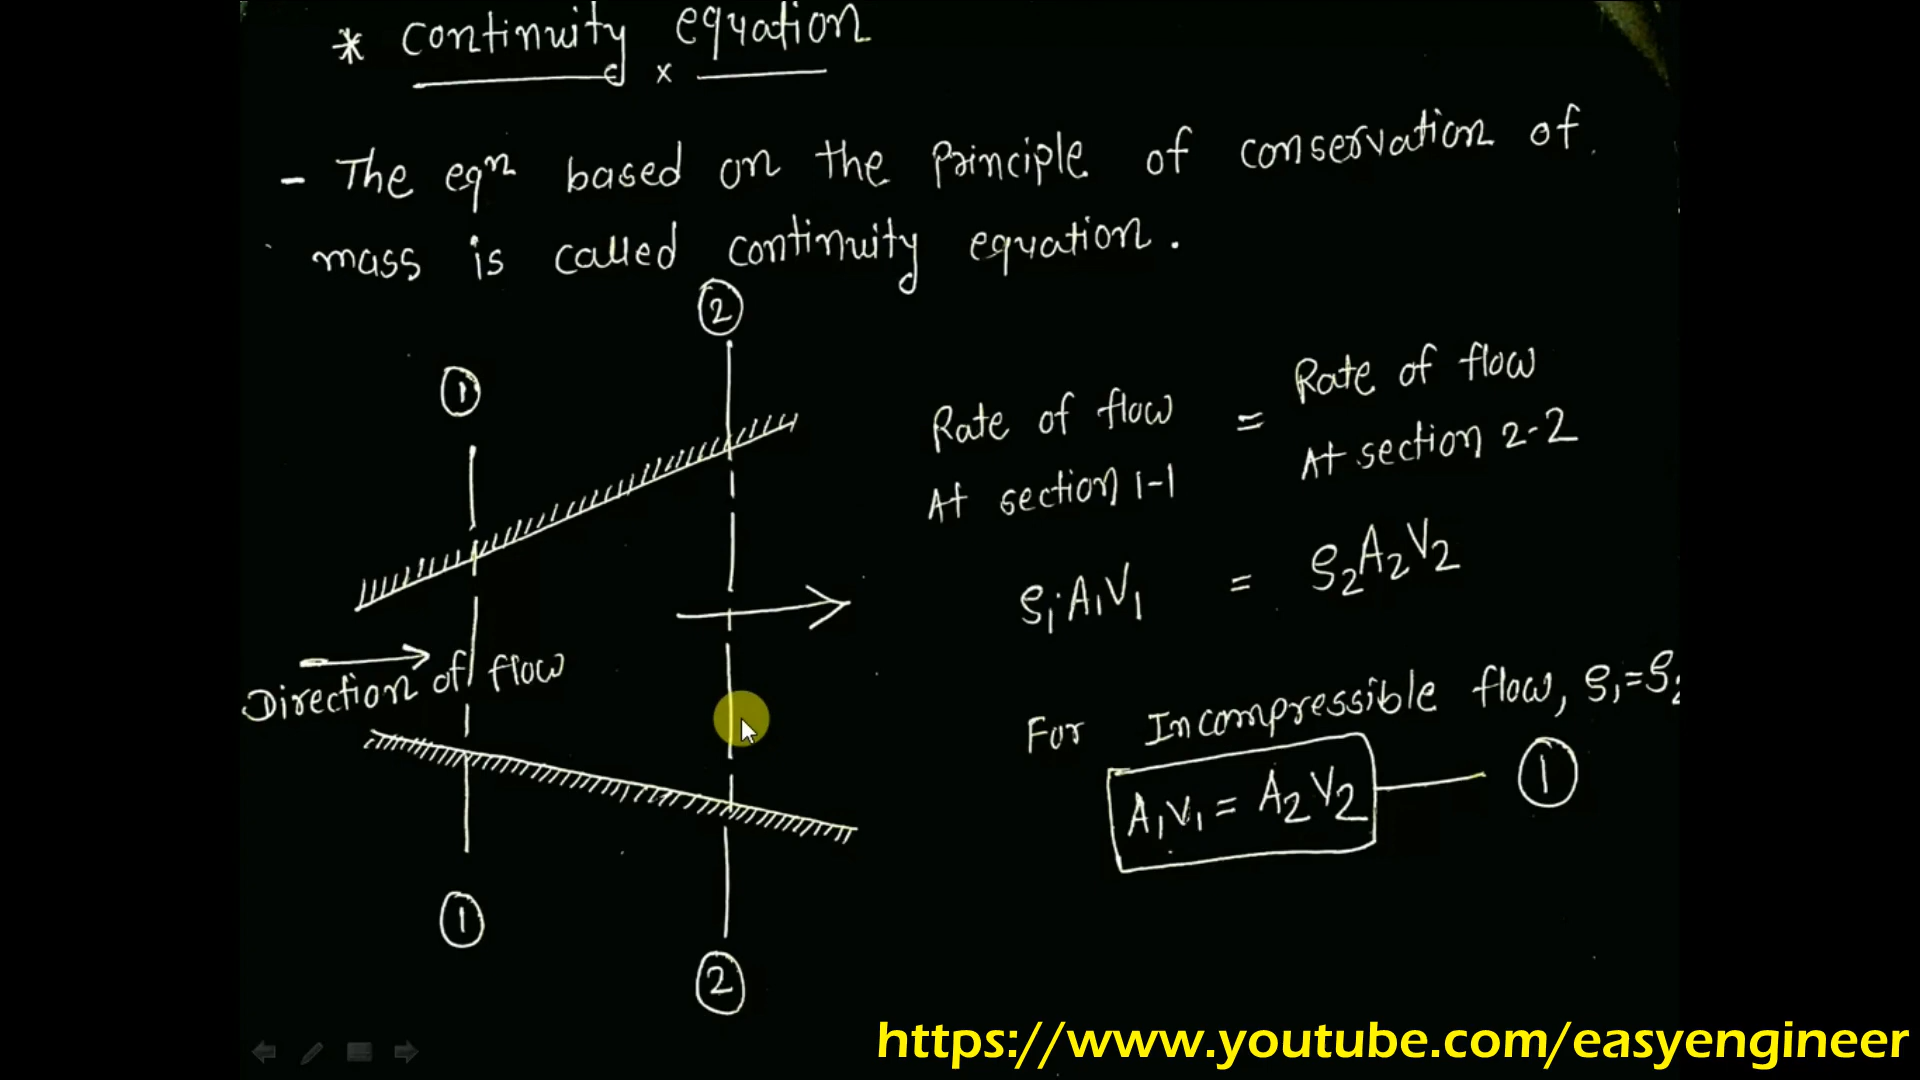 * continuity equation
x
- The eqn based on the Principle of conservation of
mass is called continuity equation.
2
1
Rate of flow = Rate of flow
At section 1-1 At section 2-2
ρ1 A1V1 = ρ2A2V2
Direction of flow
For Incompressible flow, ρ1=ρ2
A1V1 = A2V2 — 1
1
2
https://www.youtube.com/easyengineer